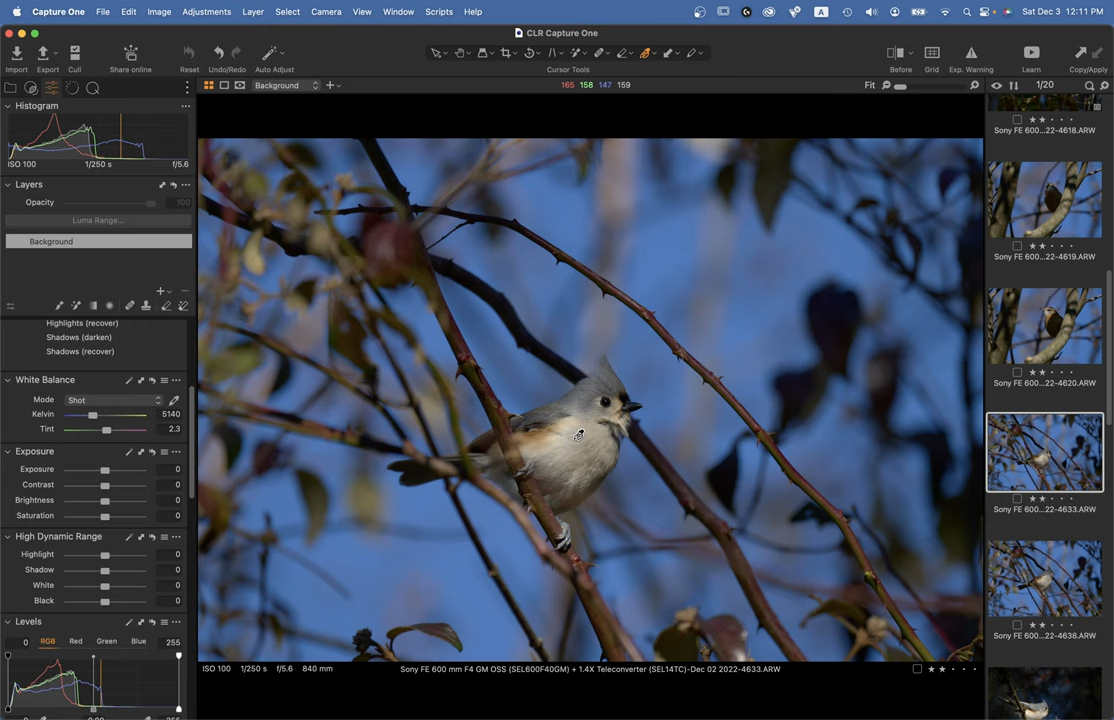 Capture One File Edit Image Adjustments Layer Select Camera View Window Scripts Help A Sat Dec 3 12:11 PM
CLR Capture One
Import Export Cull Share online Reset Undo/Redo Auto Adjust Cursor Tools Before Grid Exp. Warning Learn Copy/Apply
Background 165 158 147 159 Fit 1/20
Histogram
ISO 100 1/250 s f/5.6
Layers
Opacity 100
Luma Range...
Background
Highlights (recover)
Shadows (darken)
Shadows (recover)
White Balance
Mode Shot
Kelvin 5140
Tint 2.3
Exposure
Exposure 0
Contrast 0
Brightness 0
Saturation 0
High Dynamic Range
Highlight 0
Shadow 0
White 0
Black 0
Levels
0 RGB Red Green Blue 255
ISO 100 1/250 s f/5.6 840 mm Sony FE 600 mm F4 GM OSS (SEL600F40GM) + 1.4X Teleconverter (SEL14TC)-Dec 02 2022-4633.ARW
Sony FE 600...22-4618.ARW
Sony FE 600...22-4619.ARW
Sony FE 600...22-4620.ARW
Sony FE 600...22-4633.ARW
Sony FE 600...22-4638.ARW